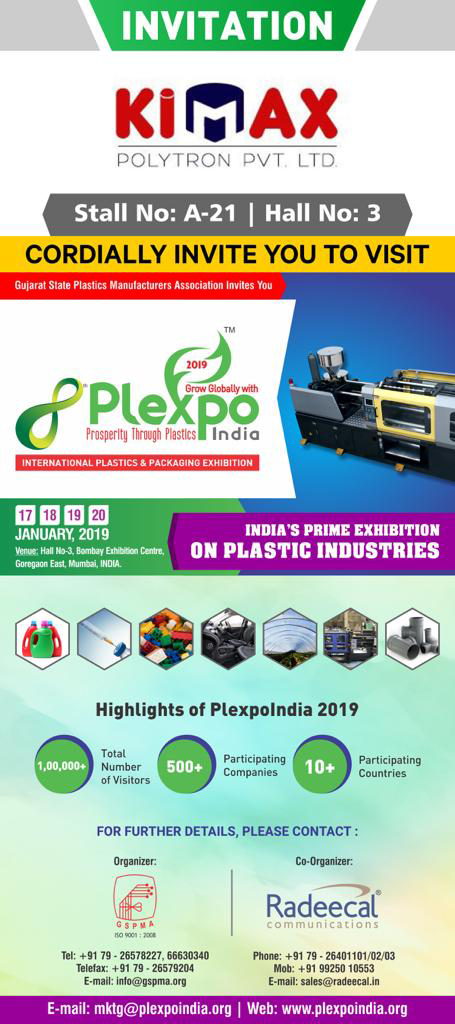 INVITATION
KiMAX
POLYTRON PVT. LTD.
Stall No: A-21 | Hall No: 3
CORDIALLY INVITE YOU TO VISIT
Gujarat State Plastics Manufacturers Association Invites You
TM
2019
Grow Globally with
®
Plexpo
Prosperity Through Plastics India
INTERNATIONAL PLASTICS & PACKAGING EXHIBITION
17 18 19 20
JANUARY, 2019
Venue: Hall No-3, Bombay Exhibition Centre,
Goregaon East, Mumbai, INDIA.
INDIA'S PRIME EXHIBITION
ON PLASTIC INDUSTRIES
Highlights of PlexpoIndia 2019
1,00,000+
Total
Number
of Visitors
500+
Participating
Companies
10+
Participating
Countries
FOR FURTHER DETAILS, PLEASE CONTACT :
Organizer:
GSPMA
ISO 9001 : 2008
Tel: +91 79 - 26578227, 66630340
Telefax: +91 79 - 26579204
E-mail: info@gspma.org
Co-Organizer:
Radeecal
communications
Phone: +91 79 - 26401101/02/03
Mob: +91 99250 10553
E-mail: sales@radeecal.in
E-mail: mktg@plexpoindia.org | Web: www.plexpoindia.org